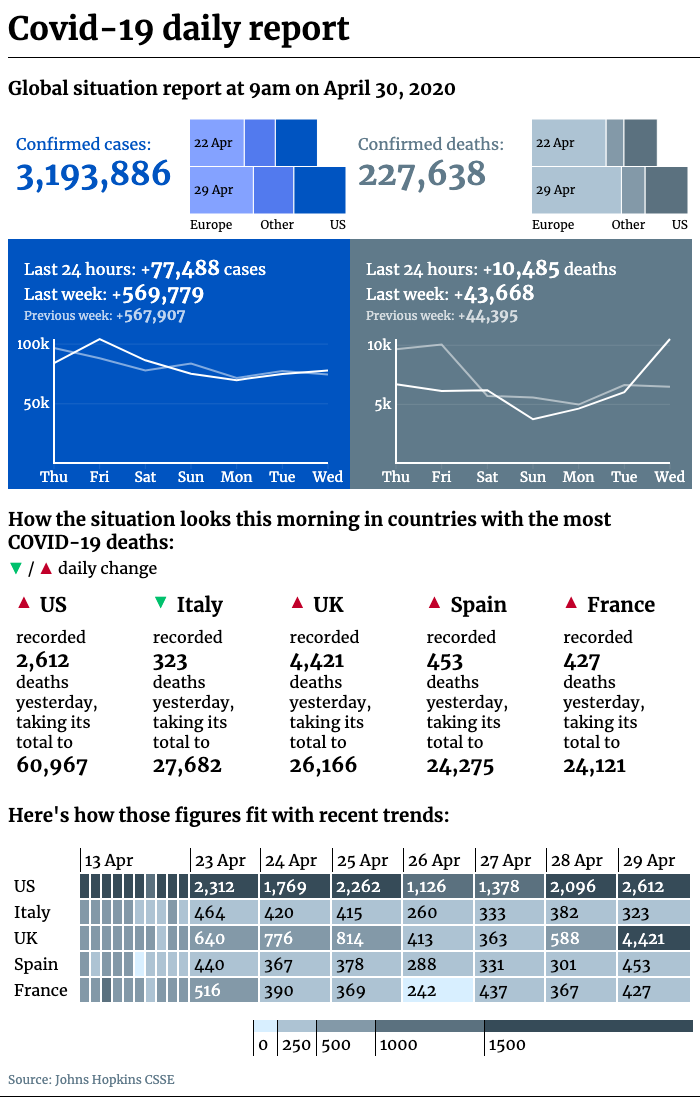 Covid-19 daily report
Global situation report at 9am on April 30, 2020
Confirmed cases:
3,193,886
22 Apr
29 Apr
Europe Other US
Confirmed deaths:
227,638
22 Apr
29 Apr
Europe Other US
Last 24 hours: +77,488 cases
Last week: +569,779
Previous week: +567,907
100k
50k
Thu Fri Sat Sun Mon Tue Wed
Last 24 hours: +10,485 deaths
Last week: +43,668
Previous week: +44,395
10k
5k
Thu Fri Sat Sun Mon Tue Wed
How the situation looks this morning in countries with the most
COVID-19 deaths:
▼ / ▲ daily change
▲ US
recorded
2,612
deaths
yesterday,
taking its
total to
60,967
▼ Italy
recorded
323
deaths
yesterday,
taking its
total to
27,682
▲ UK
recorded
4,421
deaths
yesterday,
taking its
total to
26,166
▲ Spain
recorded
453
deaths
yesterday,
taking its
total to
24,275
▲ France
recorded
427
deaths
yesterday,
taking its
total to
24,121
Here's how those figures fit with recent trends:
13 Apr 23 Apr 24 Apr 25 Apr 26 Apr 27 Apr 28 Apr 29 Apr
US 2,312 1,769 2,262 1,126 1,378 2,096 2,612
Italy 464 420 415 260 333 382 323
UK 640 776 814 413 363 588 4,421
Spain 440 367 378 288 331 301 453
France 516 390 369 242 437 367 427
0 250 500 1000 1500
Source: Johns Hopkins CSSE